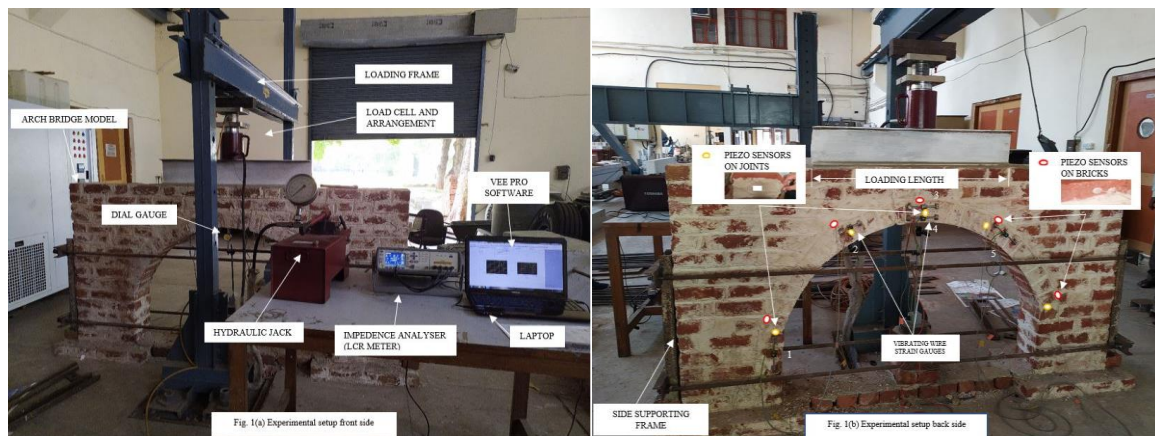 LOADING FRAME
ARCH BRIDGE MODEL
LOAD CELL AND
ARRANGEMENT
VEE PRO
SOFTWARE
DIAL GAUGE
HYDRAULIC JACK
IMPEDENCE ANALYSER
(LCR METER)
LAPTOP
Fig. 1(a) Experimental setup front side
PIEZO SENSORS
ON JOINTS
LOADING LENGTH
PIEZO SENSORS
ON BRICKS
4
5
1
VIBRATING WIRE
STRAIN GAUGES
SIDE SUPPORTING
FRAME
Fig. 1(b) Experimental setup back side